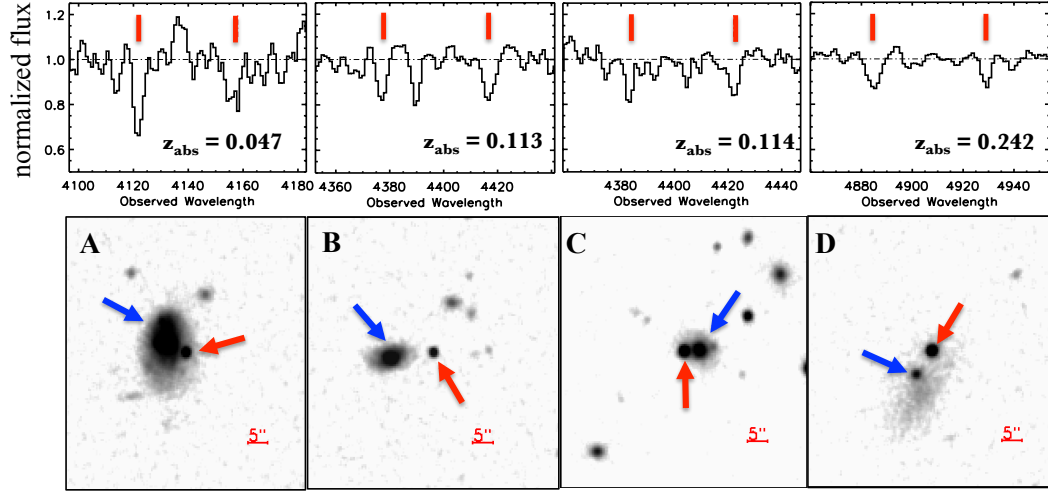 normalized flux
1.2
1.0
0.8
0.6
z_abs = 0.047
z_abs = 0.113
z_abs = 0.114
z_abs = 0.242
4100 4120 4140 4160 4180
4360 4380 4400 4420
4380 4400 4420 4440
4880 4900 4920 4940
Observed Wavelength
Observed Wavelength
Observed Wavelength
Observed Wavelength
A
B
C
D
5"
5"
5"
5"